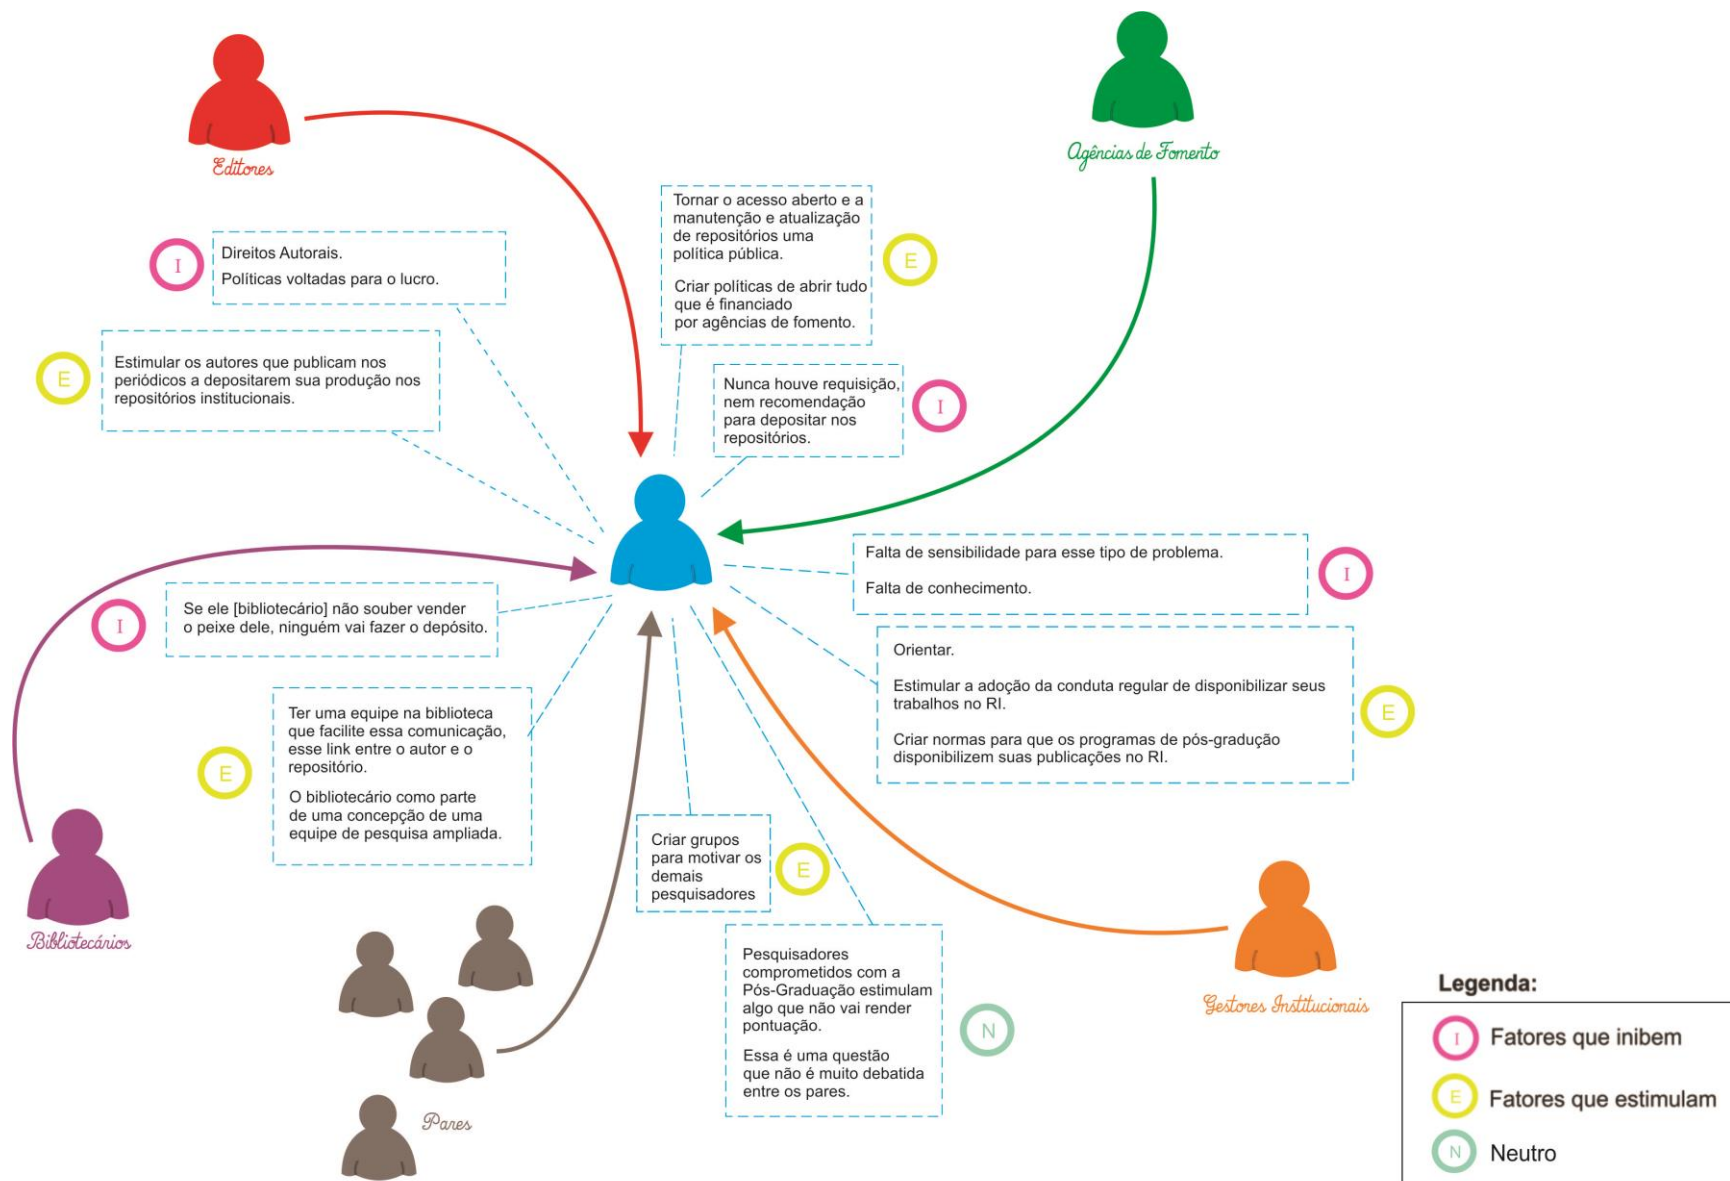 Editores
Agências de Fomento
I
Direitos Autorais.
Políticas voltadas para o lucro.
E
Estimular os autores que publicam nos
periódicos a depositarem sua produção nos
repositórios institucionais.
Tornar o acesso aberto e a
manutenção e atualização
de repositórios uma
política pública.
Criar políticas de abrir tudo
que é financiado
por agências de fomento.
E
Nunca houve requisição,
nem recomendação
para depositar nos
repositórios.
I
Falta de sensibilidade para esse tipo de problema.
Falta de conhecimento.
I
I
Se ele [bibliotecário] não souber vender
o peixe dele, ninguém vai fazer o depósito.
Orientar.
Estimular a adoção da conduta regular de disponibilizar seus
trabalhos no RI.
Criar normas para que os programas de pós-gradução
disponibilizem suas publicações no RI.
E
E
Ter uma equipe na biblioteca
que facilite essa comunicação,
esse link entre o autor e o
repositório.
O bibliotecário como parte
de uma concepção de uma
equipe de pesquisa ampliada.
Criar grupos
para motivar os
demais
pesquisadores
E
Bibliotecários
Pesquisadores
comprometidos com a
Pós-Graduação estimulam
algo que não vai render
pontuação.
Essa é uma questão
que não é muito debatida
entre os pares.
N
Gestores Institucionais
Pares
Legenda:
I Fatores que inibem
E Fatores que estimulam
N Neutro